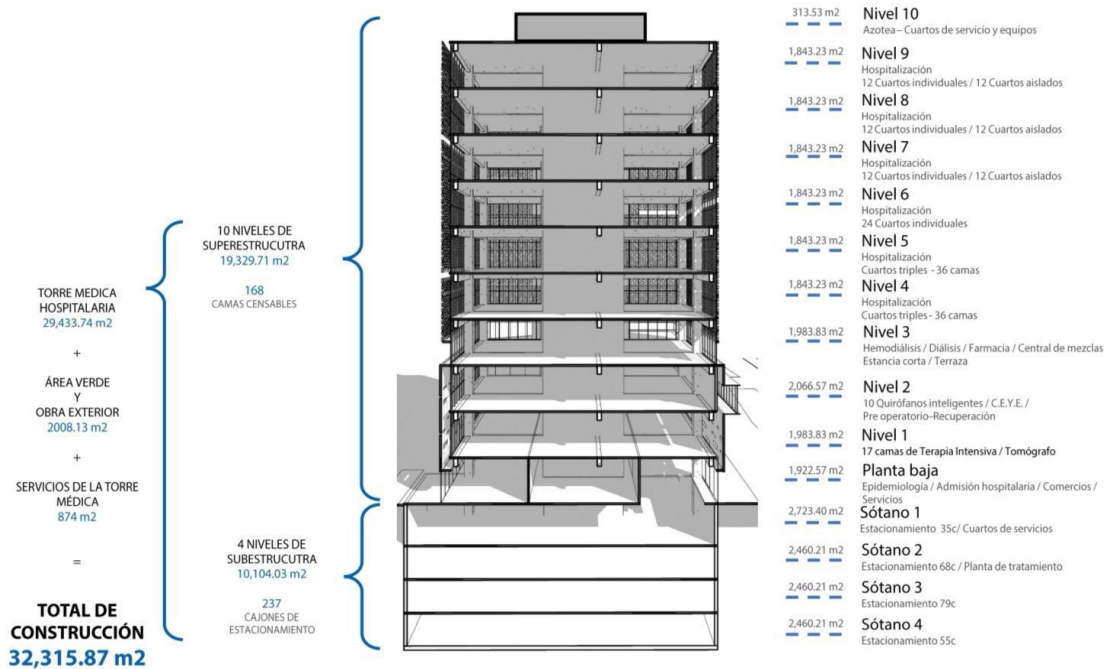 TORRE MEDICA
HOSPITALARIA
29,433.74 m2
+
ÁREA VERDE
Y
OBRA EXTERIOR
2008.13 m2
+
SERVICIOS DE LA TORRE
MÉDICA
874 m2
=
TOTAL DE
CONSTRUCCIÓN
32,315.87 m2
10 NIVELES DE
SUPERESTRUCUTRA
19,329.71 m2
168
CAMAS CENSABLES
4 NIVELES DE
SUBESTRUCUTRA
10,104.03 m2
237
CAJONES DE
ESTACIONAMIENTO
313.53 m2 Nivel 10
Azotea – Cuartos de servicio y equipos
1,843.23 m2 Nivel 9
Hospitalización
12 Cuartos individuales / 12 Cuartos aislados
1,843.23 m2 Nivel 8
Hospitalización
12 Cuartos individuales / 12 Cuartos aislados
1,843.23 m2 Nivel 7
Hospitalización
12 Cuartos individuales / 12 Cuartos aislados
1,843.23 m2 Nivel 6
Hospitalización
24 Cuartos individuales
1,843.23 m2 Nivel 5
Hospitalización
Cuartos triples - 36 camas
1,843.23 m2 Nivel 4
Hospitalización
Cuartos triples - 36 camas
1,983.83 m2 Nivel 3
Hemodiálisis / Diálisis / Farmacia / Central de mezclas
Estancia corta / Terraza
2,066.57 m2 Nivel 2
10 Quirófanos inteligentes / C.E.Y.E. /
Pre operatorio–Recuperación
1,983.83 m2 Nivel 1
17 camas de Terapia Intensiva / Tomógrafo
1,922.57 m2 Planta baja
Epidemiología / Admisión hospitalaria / Comercios /
Servicios
2,723.40 m2 Sótano 1
Estacionamiento 35c/ Cuartos de servicios
2,460.21 m2 Sótano 2
Estacionamiento 68c / Planta de tratamiento
2,460.21 m2 Sótano 3
Estacionamiento 79c
2,460.21 m2 Sótano 4
Estacionamiento 55c